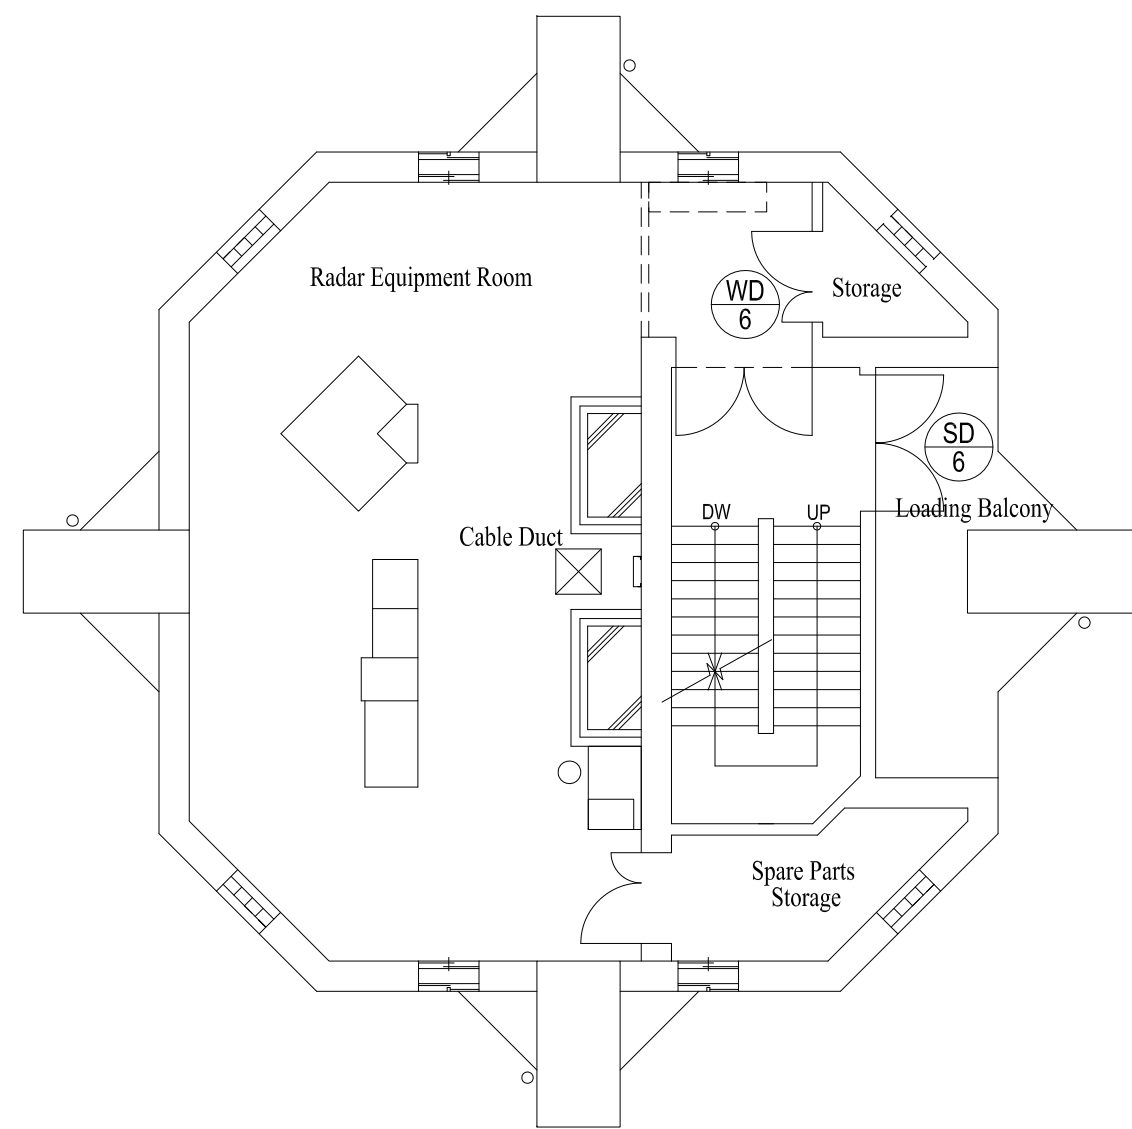 Radar Equipment Room
Storage
WD
6
SD
6
Loading Balcony
DW
UP
Cable Duct
Spare Parts
Storage